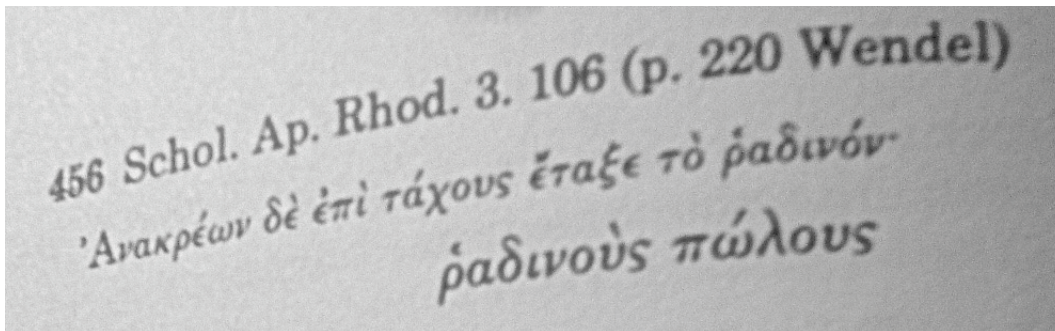 456 Schol. Ap. Rhod. 3. 106 (p. 220 Wendel)
Ἀνακρέων δὲ ἐπὶ τάχους ἔταξε τὸ ῥαδινόν·
ῥαδινοὺς πώλους